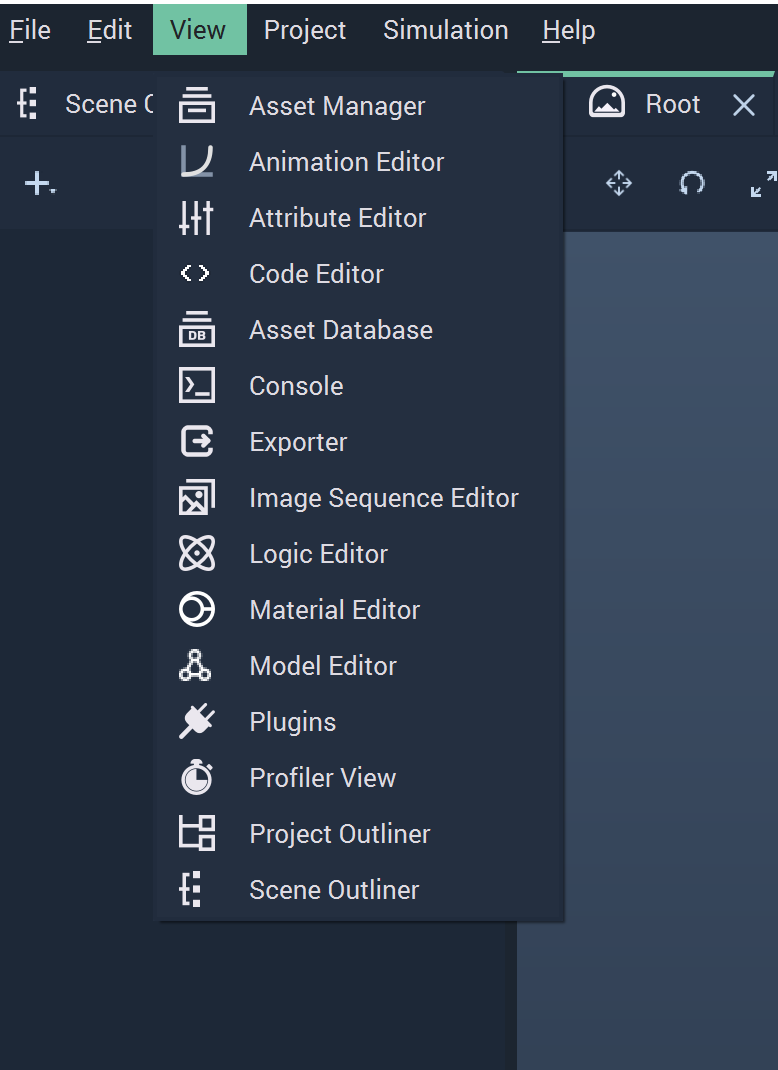 File Edit View Project Simulation Help
Scene Root
Asset Manager
Animation Editor
Attribute Editor
Code Editor
DB Asset Database
Console
Exporter
Image Sequence Editor
Logic Editor
Material Editor
Model Editor
Plugins
Profiler View
Project Outliner
Scene Outliner